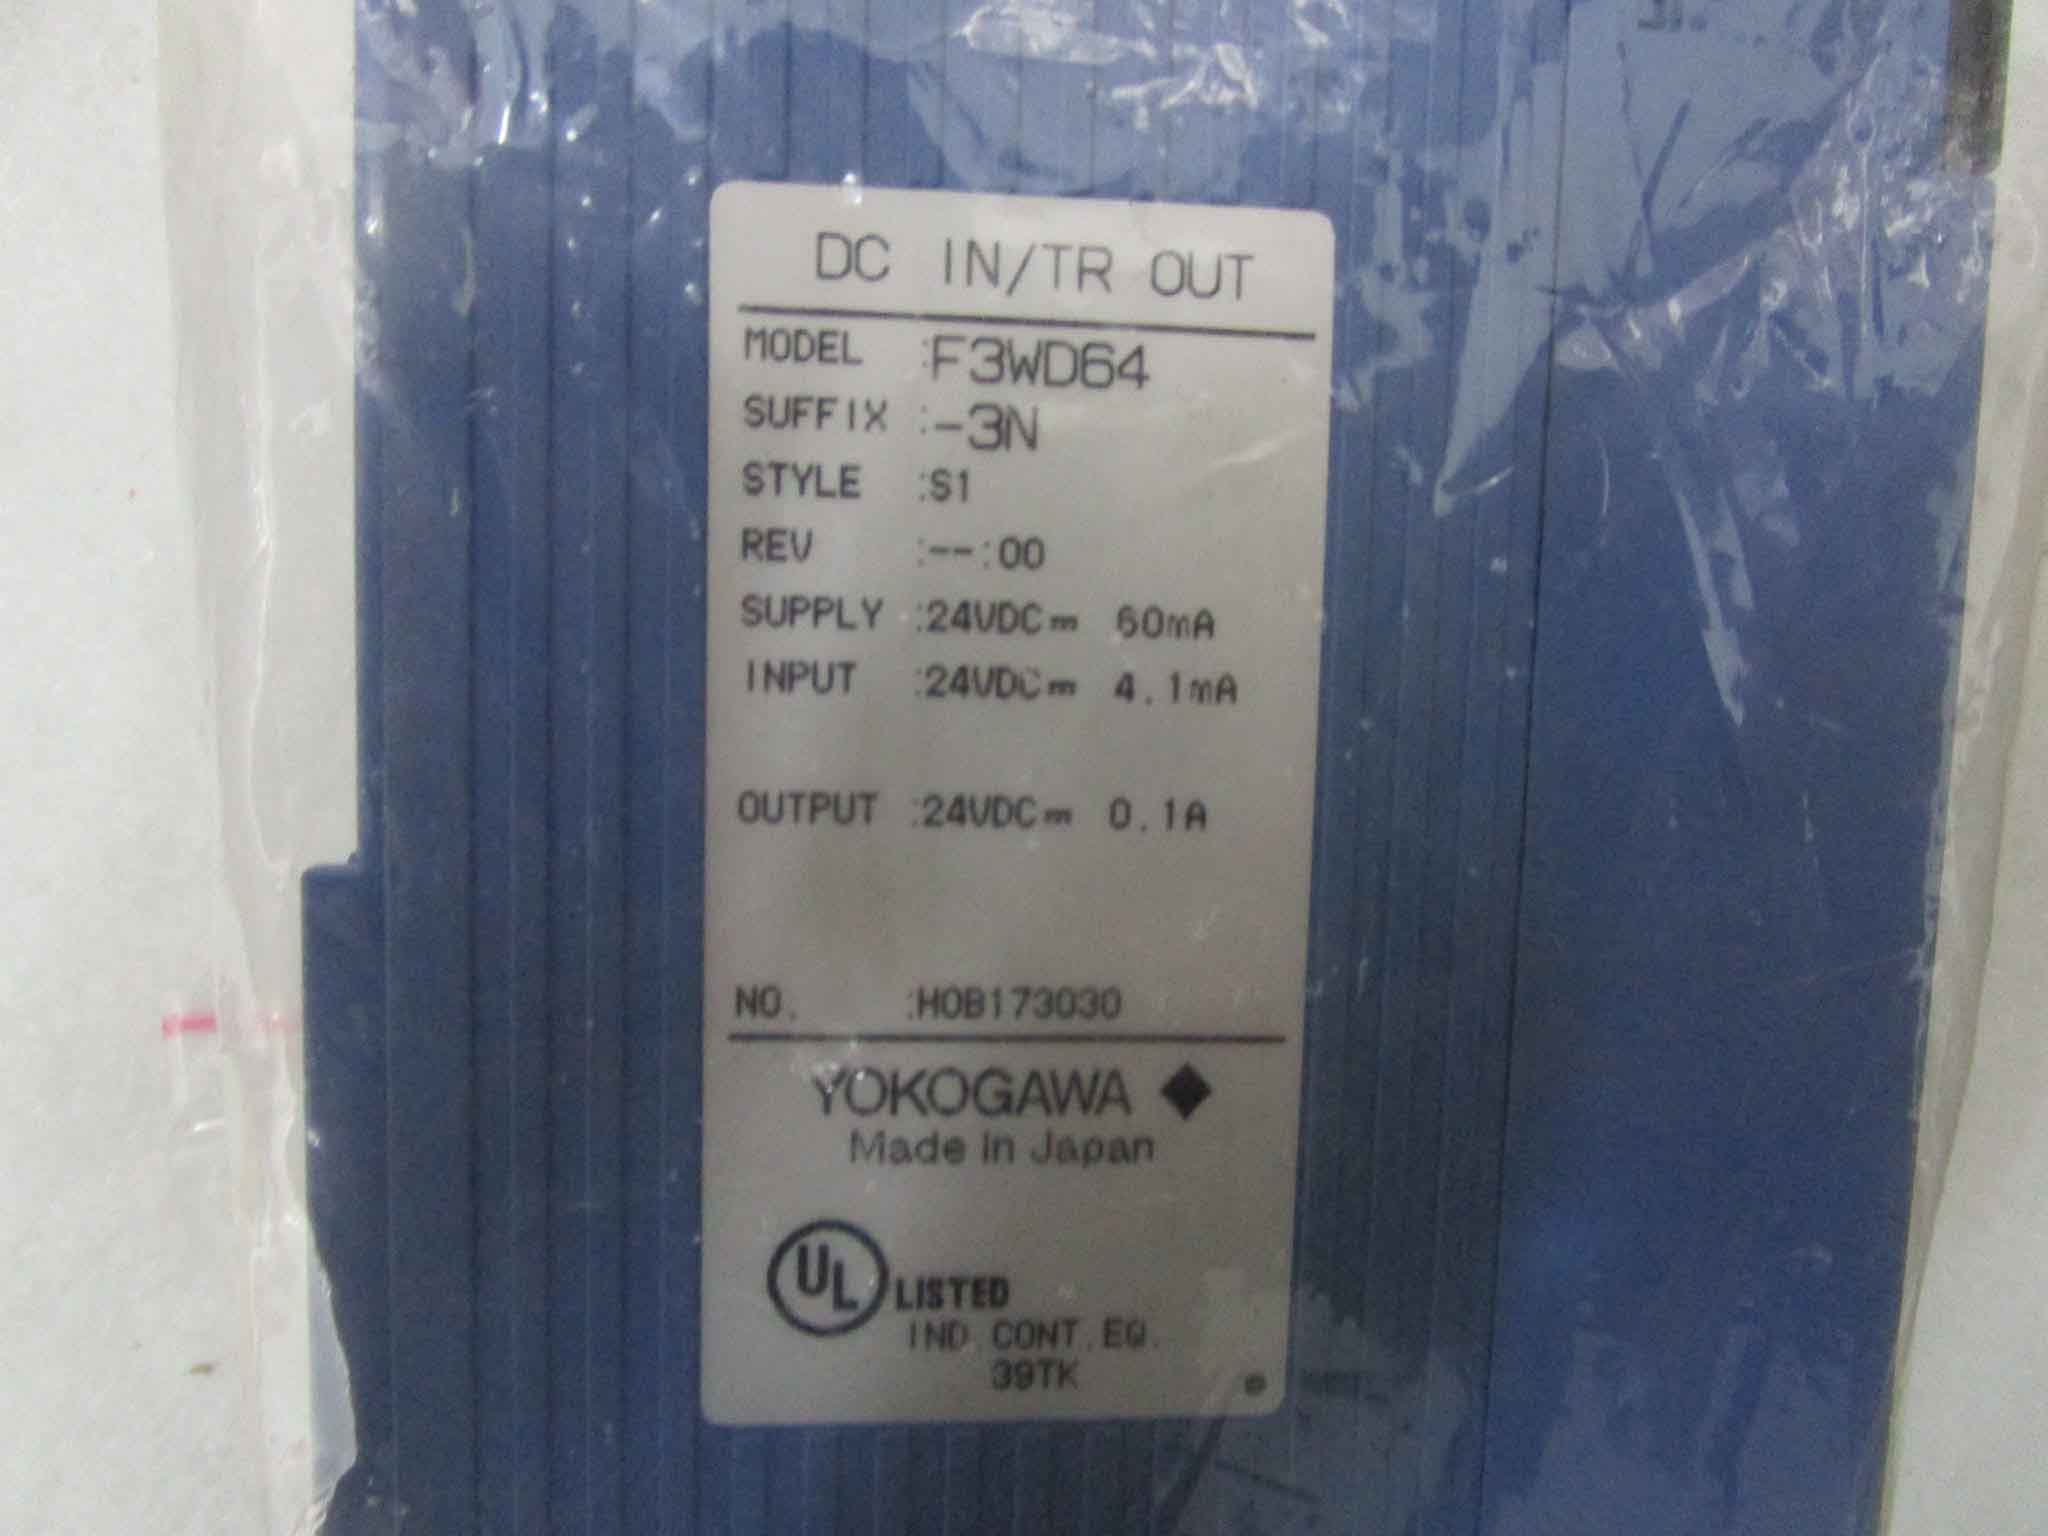 DC IN/TR OUT
MODEL :F3WD64
SUFFIX :-3N
STYLE :S1
REV :--:00
SUPPLY :24VDC⎓ 60mA
INPUT :24VDC⎓ 4.1mA
OUTPUT :24VDC⎓ 0.1A
NO. :H0B173030
YOKOGAWA ◆
Made in Japan
UL LISTED
IND.CONT.EQ.
39TK